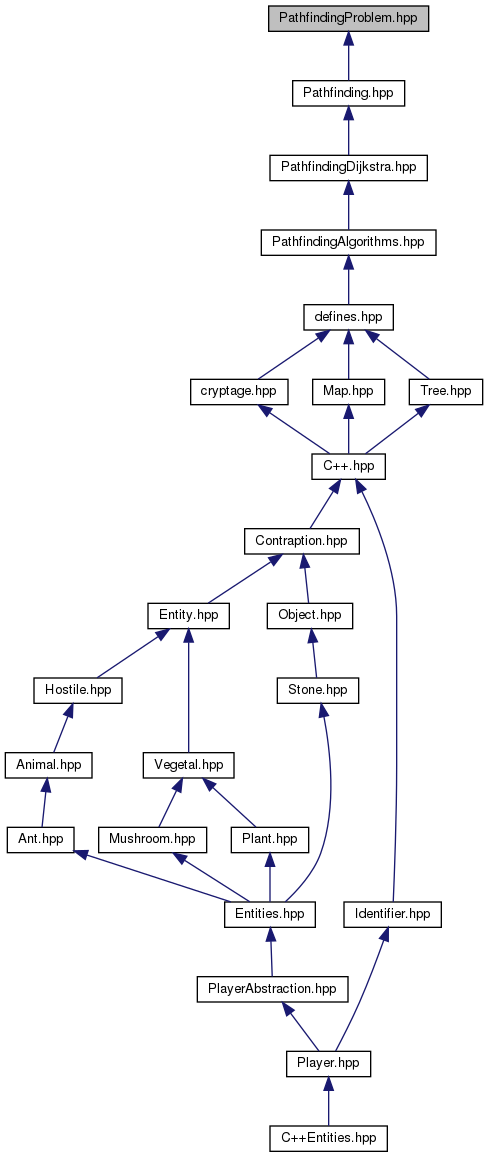 PathfindingProblem.hpp
Pathfinding.hpp
PathfindingDijkstra.hpp
PathfindingAlgorithms.hpp
defines.hpp
cryptage.hpp
Map.hpp
Tree.hpp
C++.hpp
Contraption.hpp
Entity.hpp
Object.hpp
Hostile.hpp
Stone.hpp
Animal.hpp
Vegetal.hpp
Ant.hpp
Mushroom.hpp
Plant.hpp
Entities.hpp
Identifier.hpp
PlayerAbstraction.hpp
Player.hpp
C++Entities.hpp